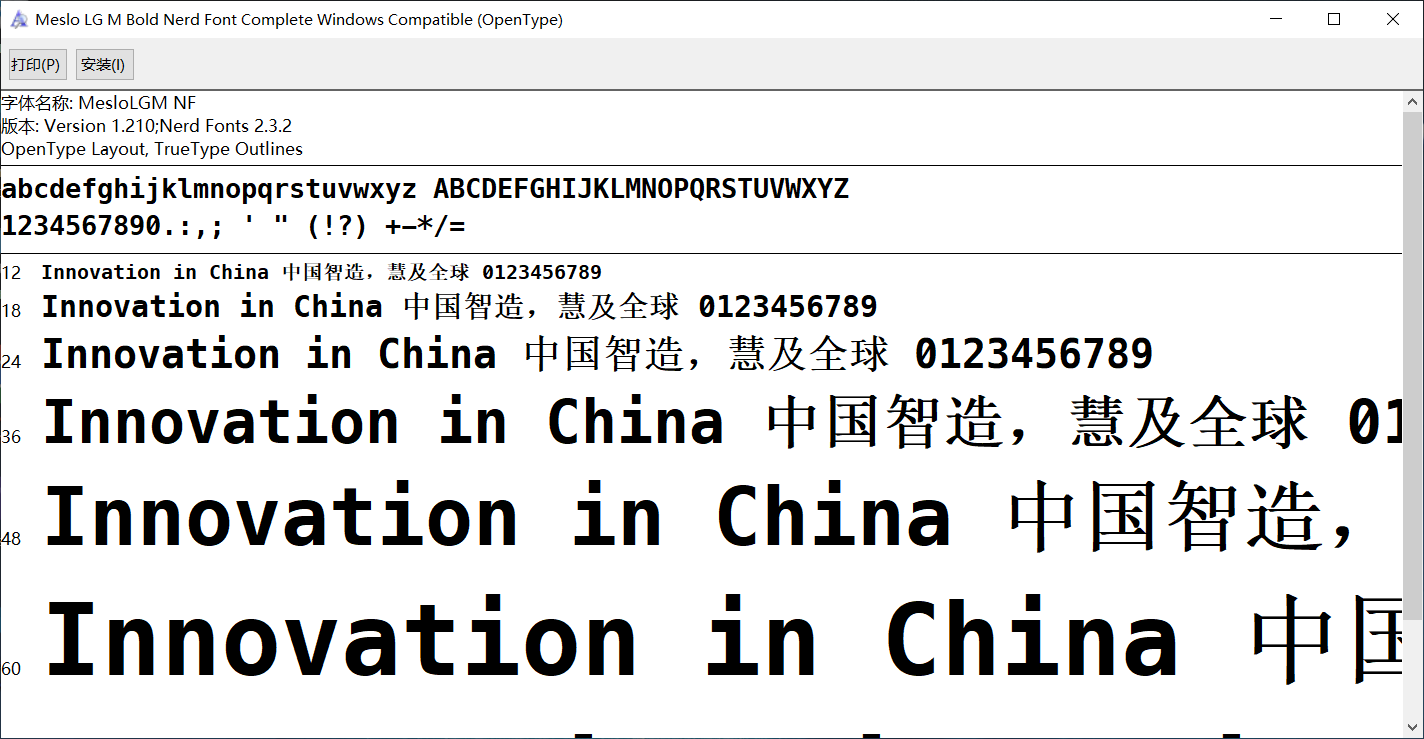 Meslo LG M Bold Nerd Font Complete Windows Compatible (OpenType)
打印(P) 安装(I)
字体名称: MesloLGM NF
版本: Version 1.210;Nerd Fonts 2.3.2
OpenType Layout, TrueType Outlines
abcdefghijklmnopqrstuvwxyz ABCDEFGHIJKLMNOPQRSTUVWXYZ
1234567890.:,; ' " (!?) +-*/=
12 Innovation in China 中国智造，慧及全球 0123456789
18 Innovation in China 中国智造，慧及全球 0123456789
24 Innovation in China 中国智造，慧及全球 0123456789
36 Innovation in China 中国智造，慧及全球 01
48 Innovation in China 中国智造，
60 Innovation in China 中国